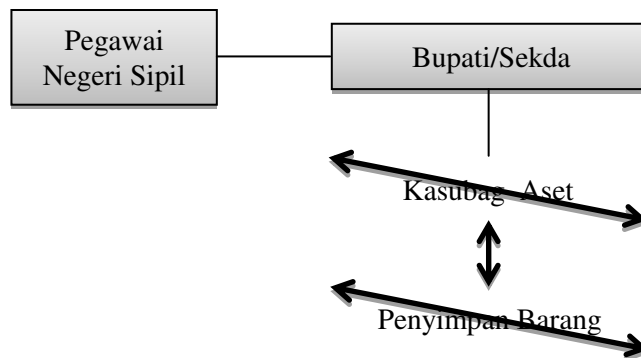 Pegawai
Negeri Sipil
Bupati/Sekda
Kasubag Aset
Penyimpan Barang